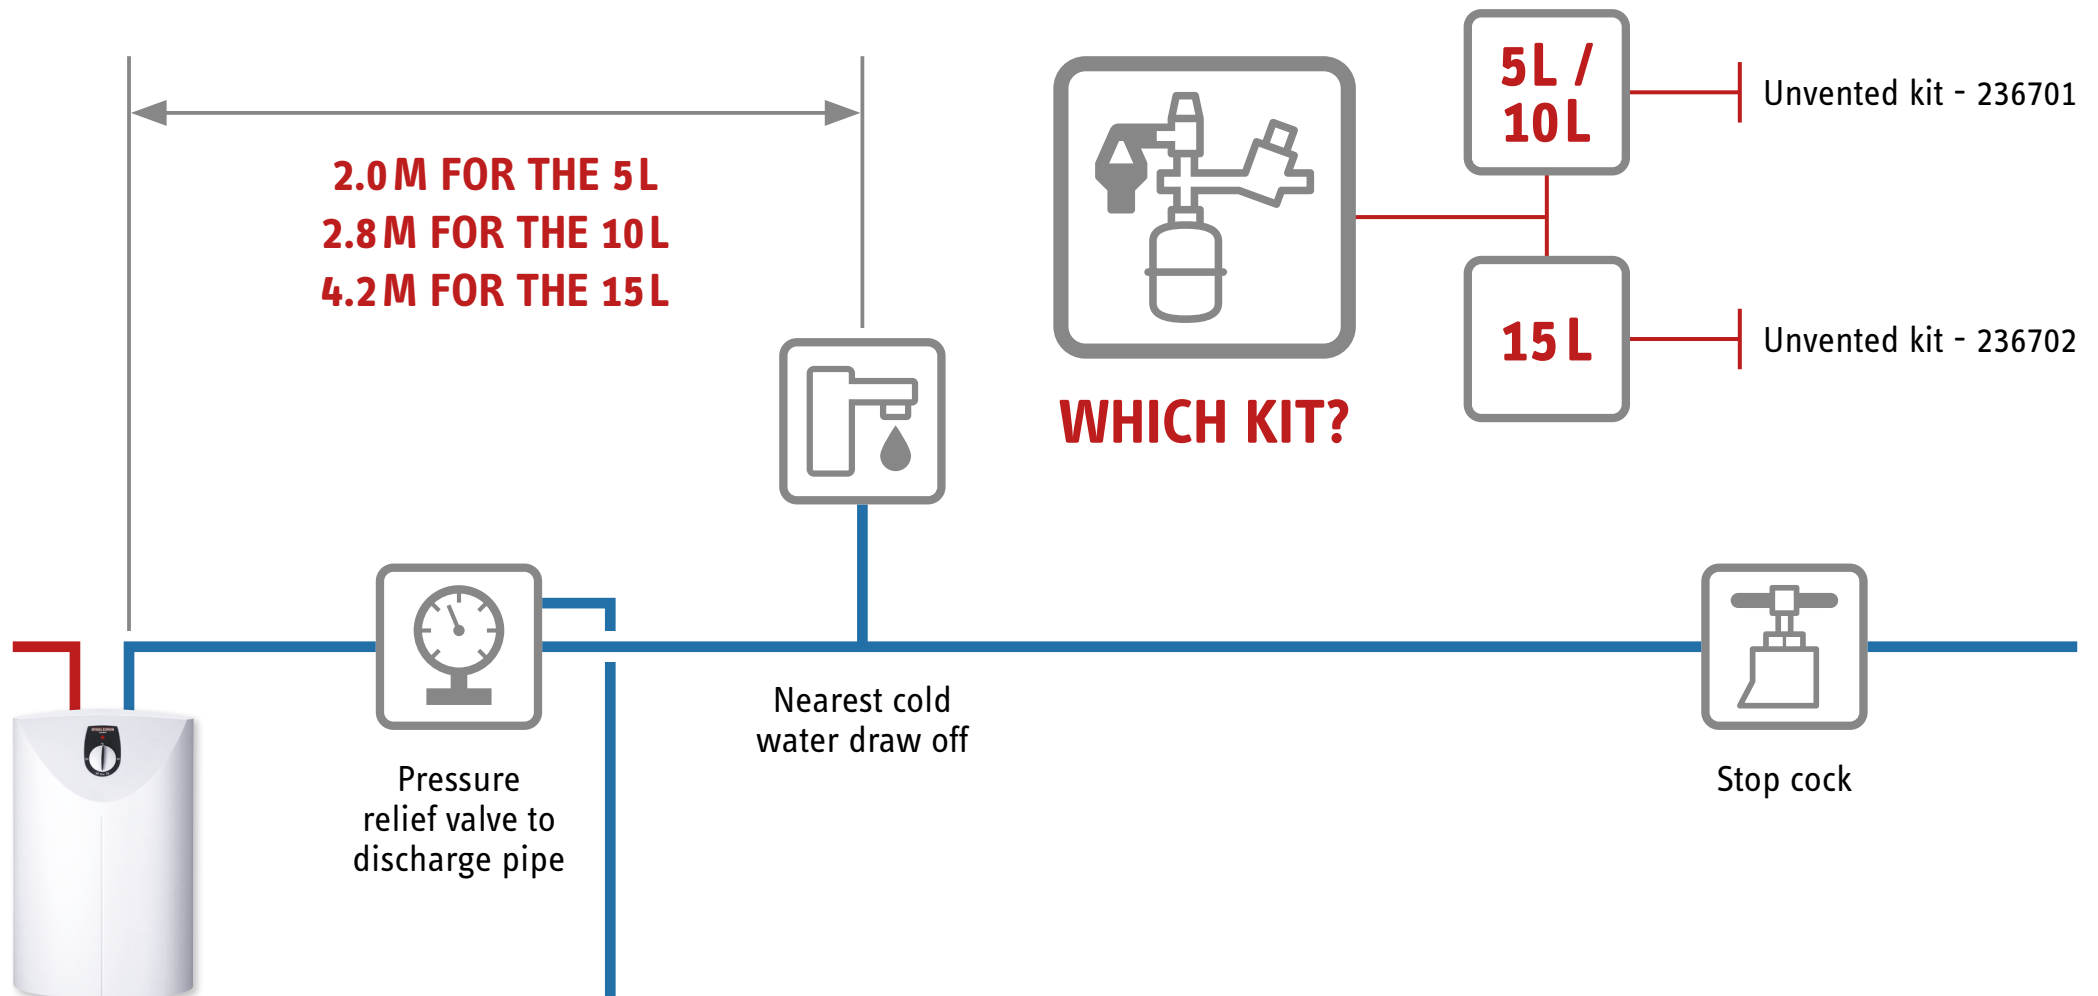 2.0 M FOR THE 5 L
2.8 M FOR THE 10 L
4.2 M FOR THE 15 L
WHICH KIT?
5 L /
10 L
Unvented kit - 236701
15 L
Unvented kit - 236702
Pressure
relief valve to
discharge pipe
Nearest cold
water draw off
Stop cock